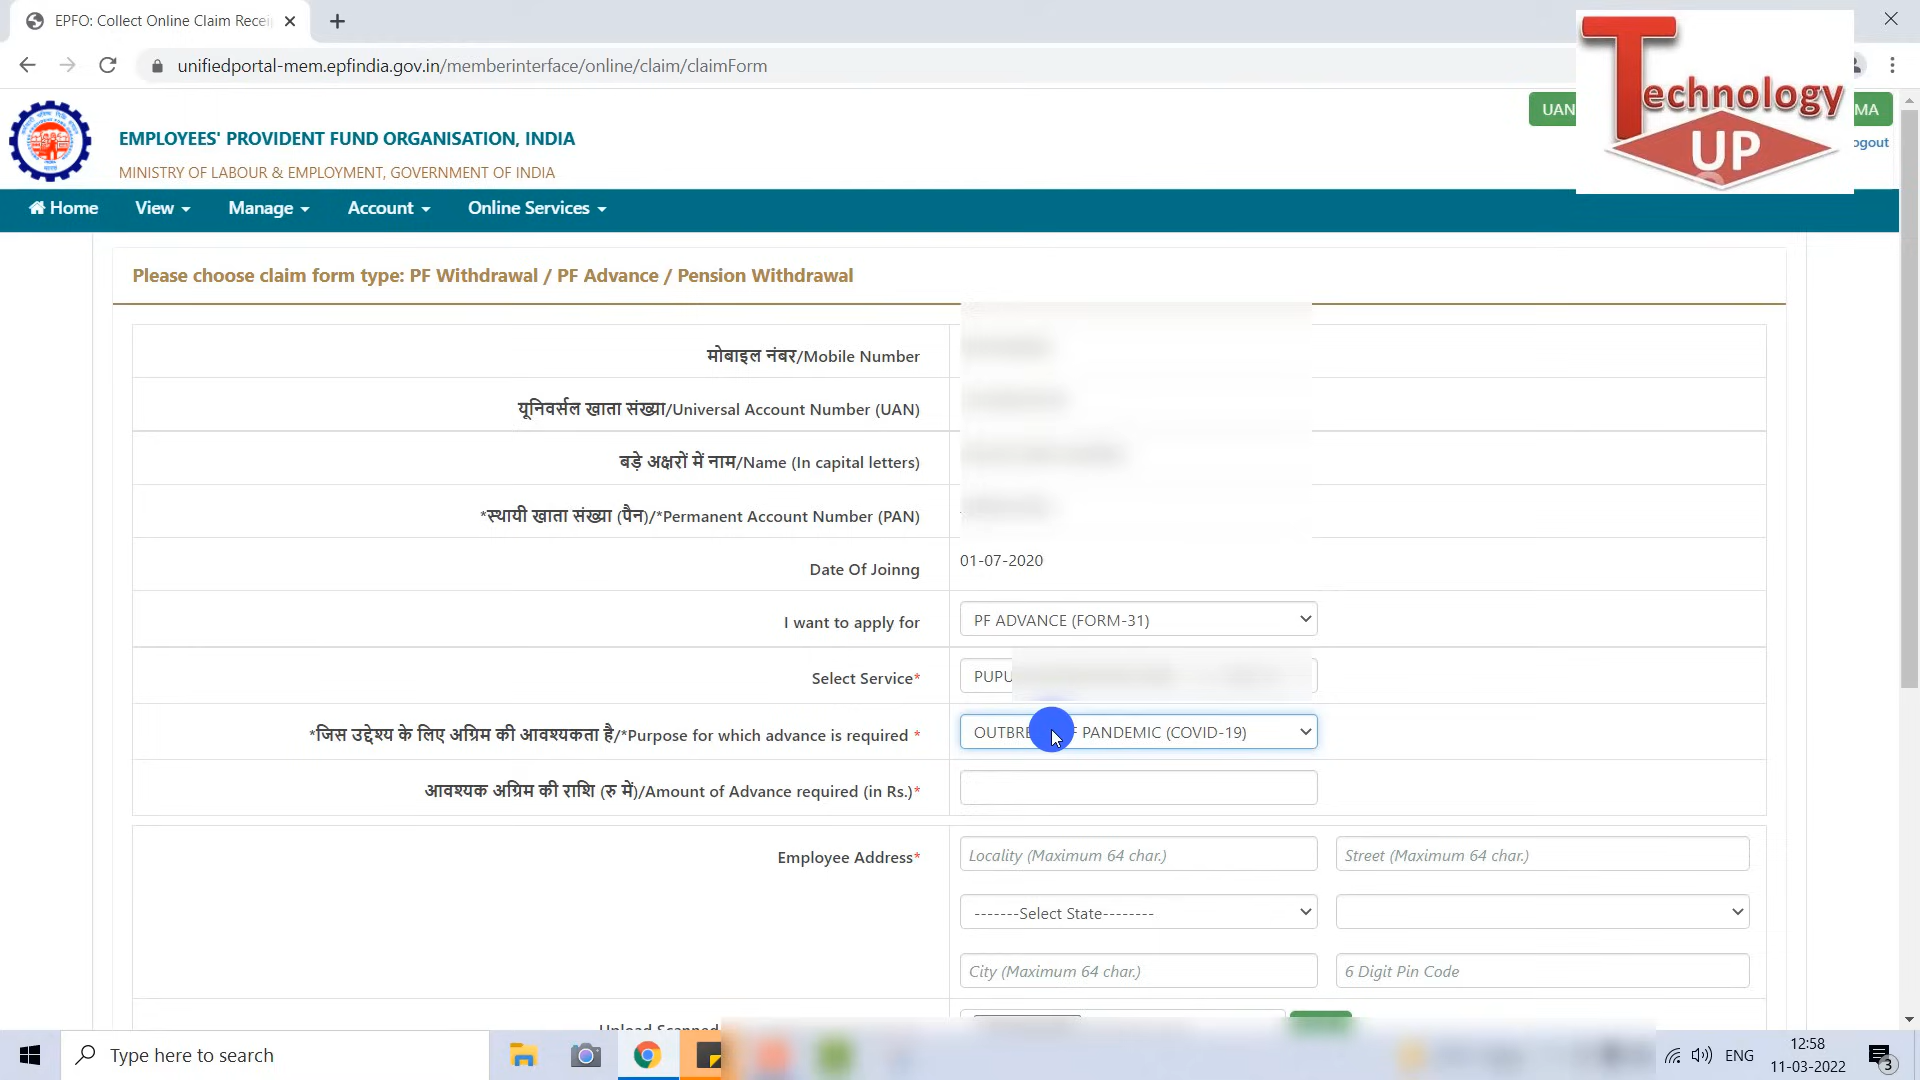 EPFO: Collect Online Claim Recei
unifiedportal-mem.epfindia.gov.in/memberinterface/online/claim/claimForm
Technology
UP
UAN
MA
EMPLOYEES' PROVIDENT FUND ORGANISATION, INDIA
ogout
MINISTRY OF LABOUR & EMPLOYMENT, GOVERNMENT OF INDIA
Home View Manage Account Online Services
Please choose claim form type: PF Withdrawal / PF Advance / Pension Withdrawal
मोबाइल नंबर/Mobile Number
यूनिवर्सल खाता संख्या/Universal Account Number (UAN)
बड़े अक्षरों में नाम/Name (In capital letters)
*स्थायी खाता संख्या (पैन)/*Permanent Account Number (PAN)
Date Of Joinng 01-07-2020
I want to apply for PF ADVANCE (FORM-31)
Select Service* PUPU
*जिस उद्देश्य के लिए अग्रिम की आवश्यकता है/*Purpose for which advance is required * OUTBRE F PANDEMIC (COVID-19)
आवश्यक अग्रिम की राशि (रु में)/Amount of Advance required (in Rs.)*
Employee Address* Locality (Maximum 64 char.) Street (Maximum 64 char.)
-------Select State--------
City (Maximum 64 char.) 6 Digit Pin Code
Upload Scanned
Type here to search
ENG
12:58
11-03-2022
3